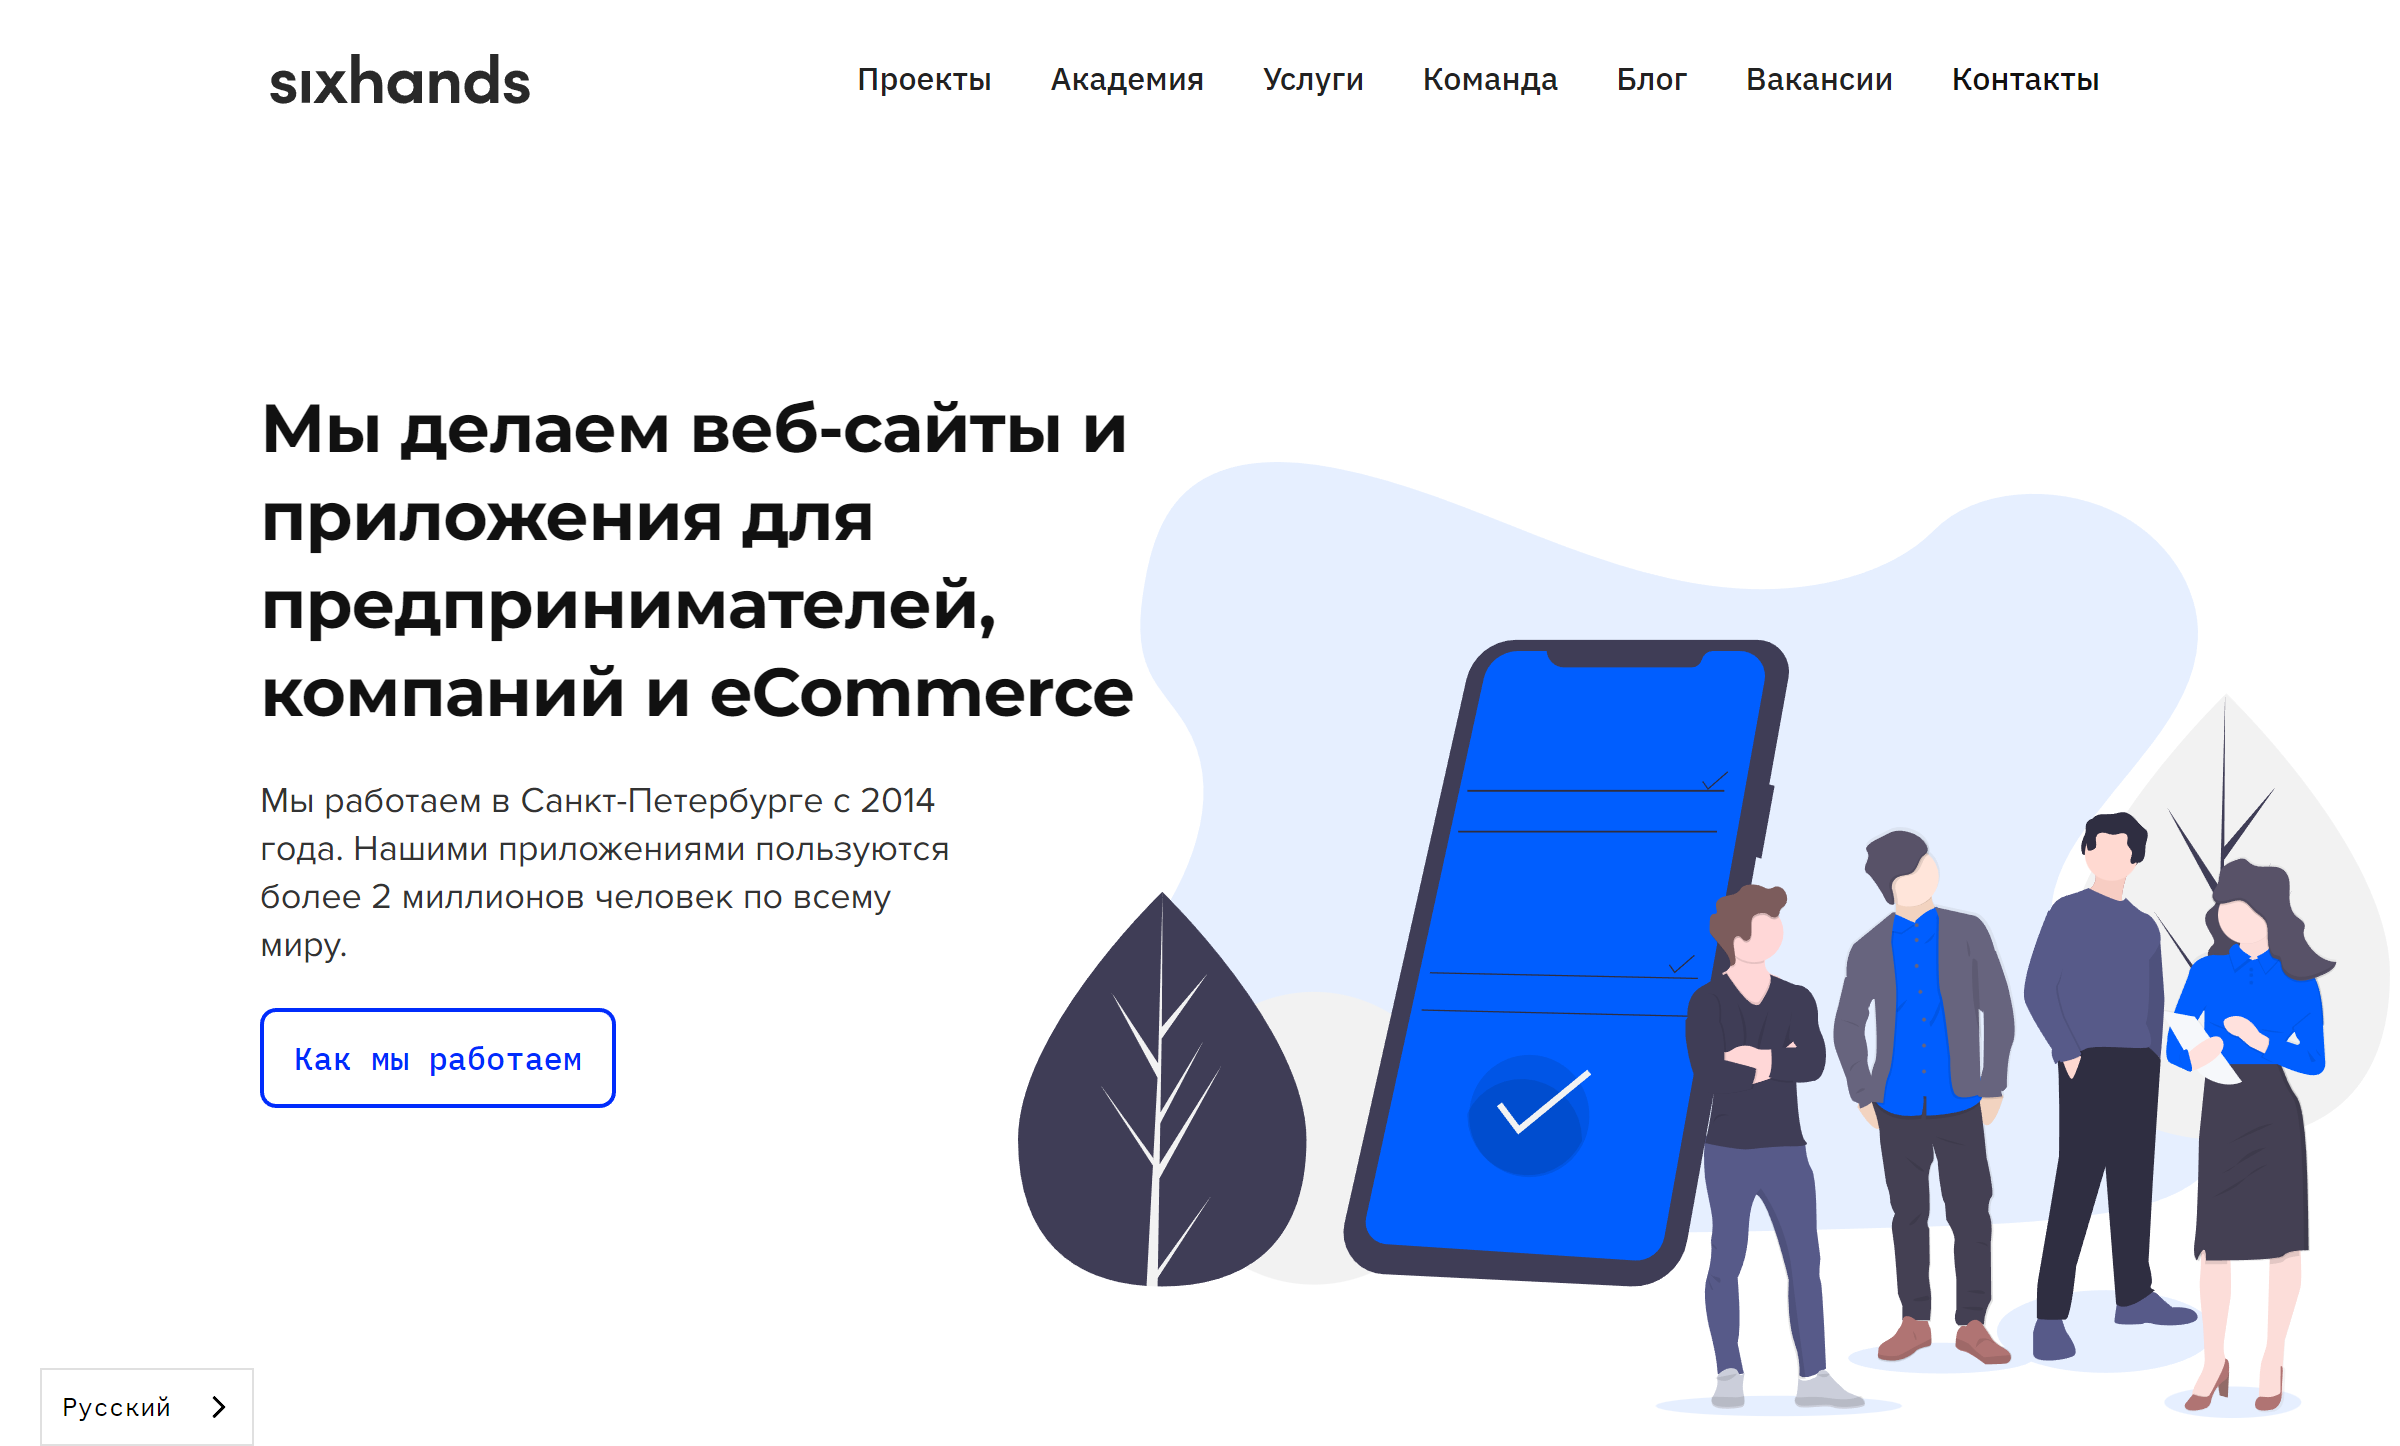 sıxhands
Проекты Академия Услуги Команда Блог Вакансии Контакты
Мы делаем веб-сайты и
приложения для
предпринимателей,
компаний и eCommerce
Мы работаем в Санкт-Петербурге с 2014
года. Нашими приложениями пользуются
более 2 миллионов человек по всему
миру.
Как мы работаем
Русский